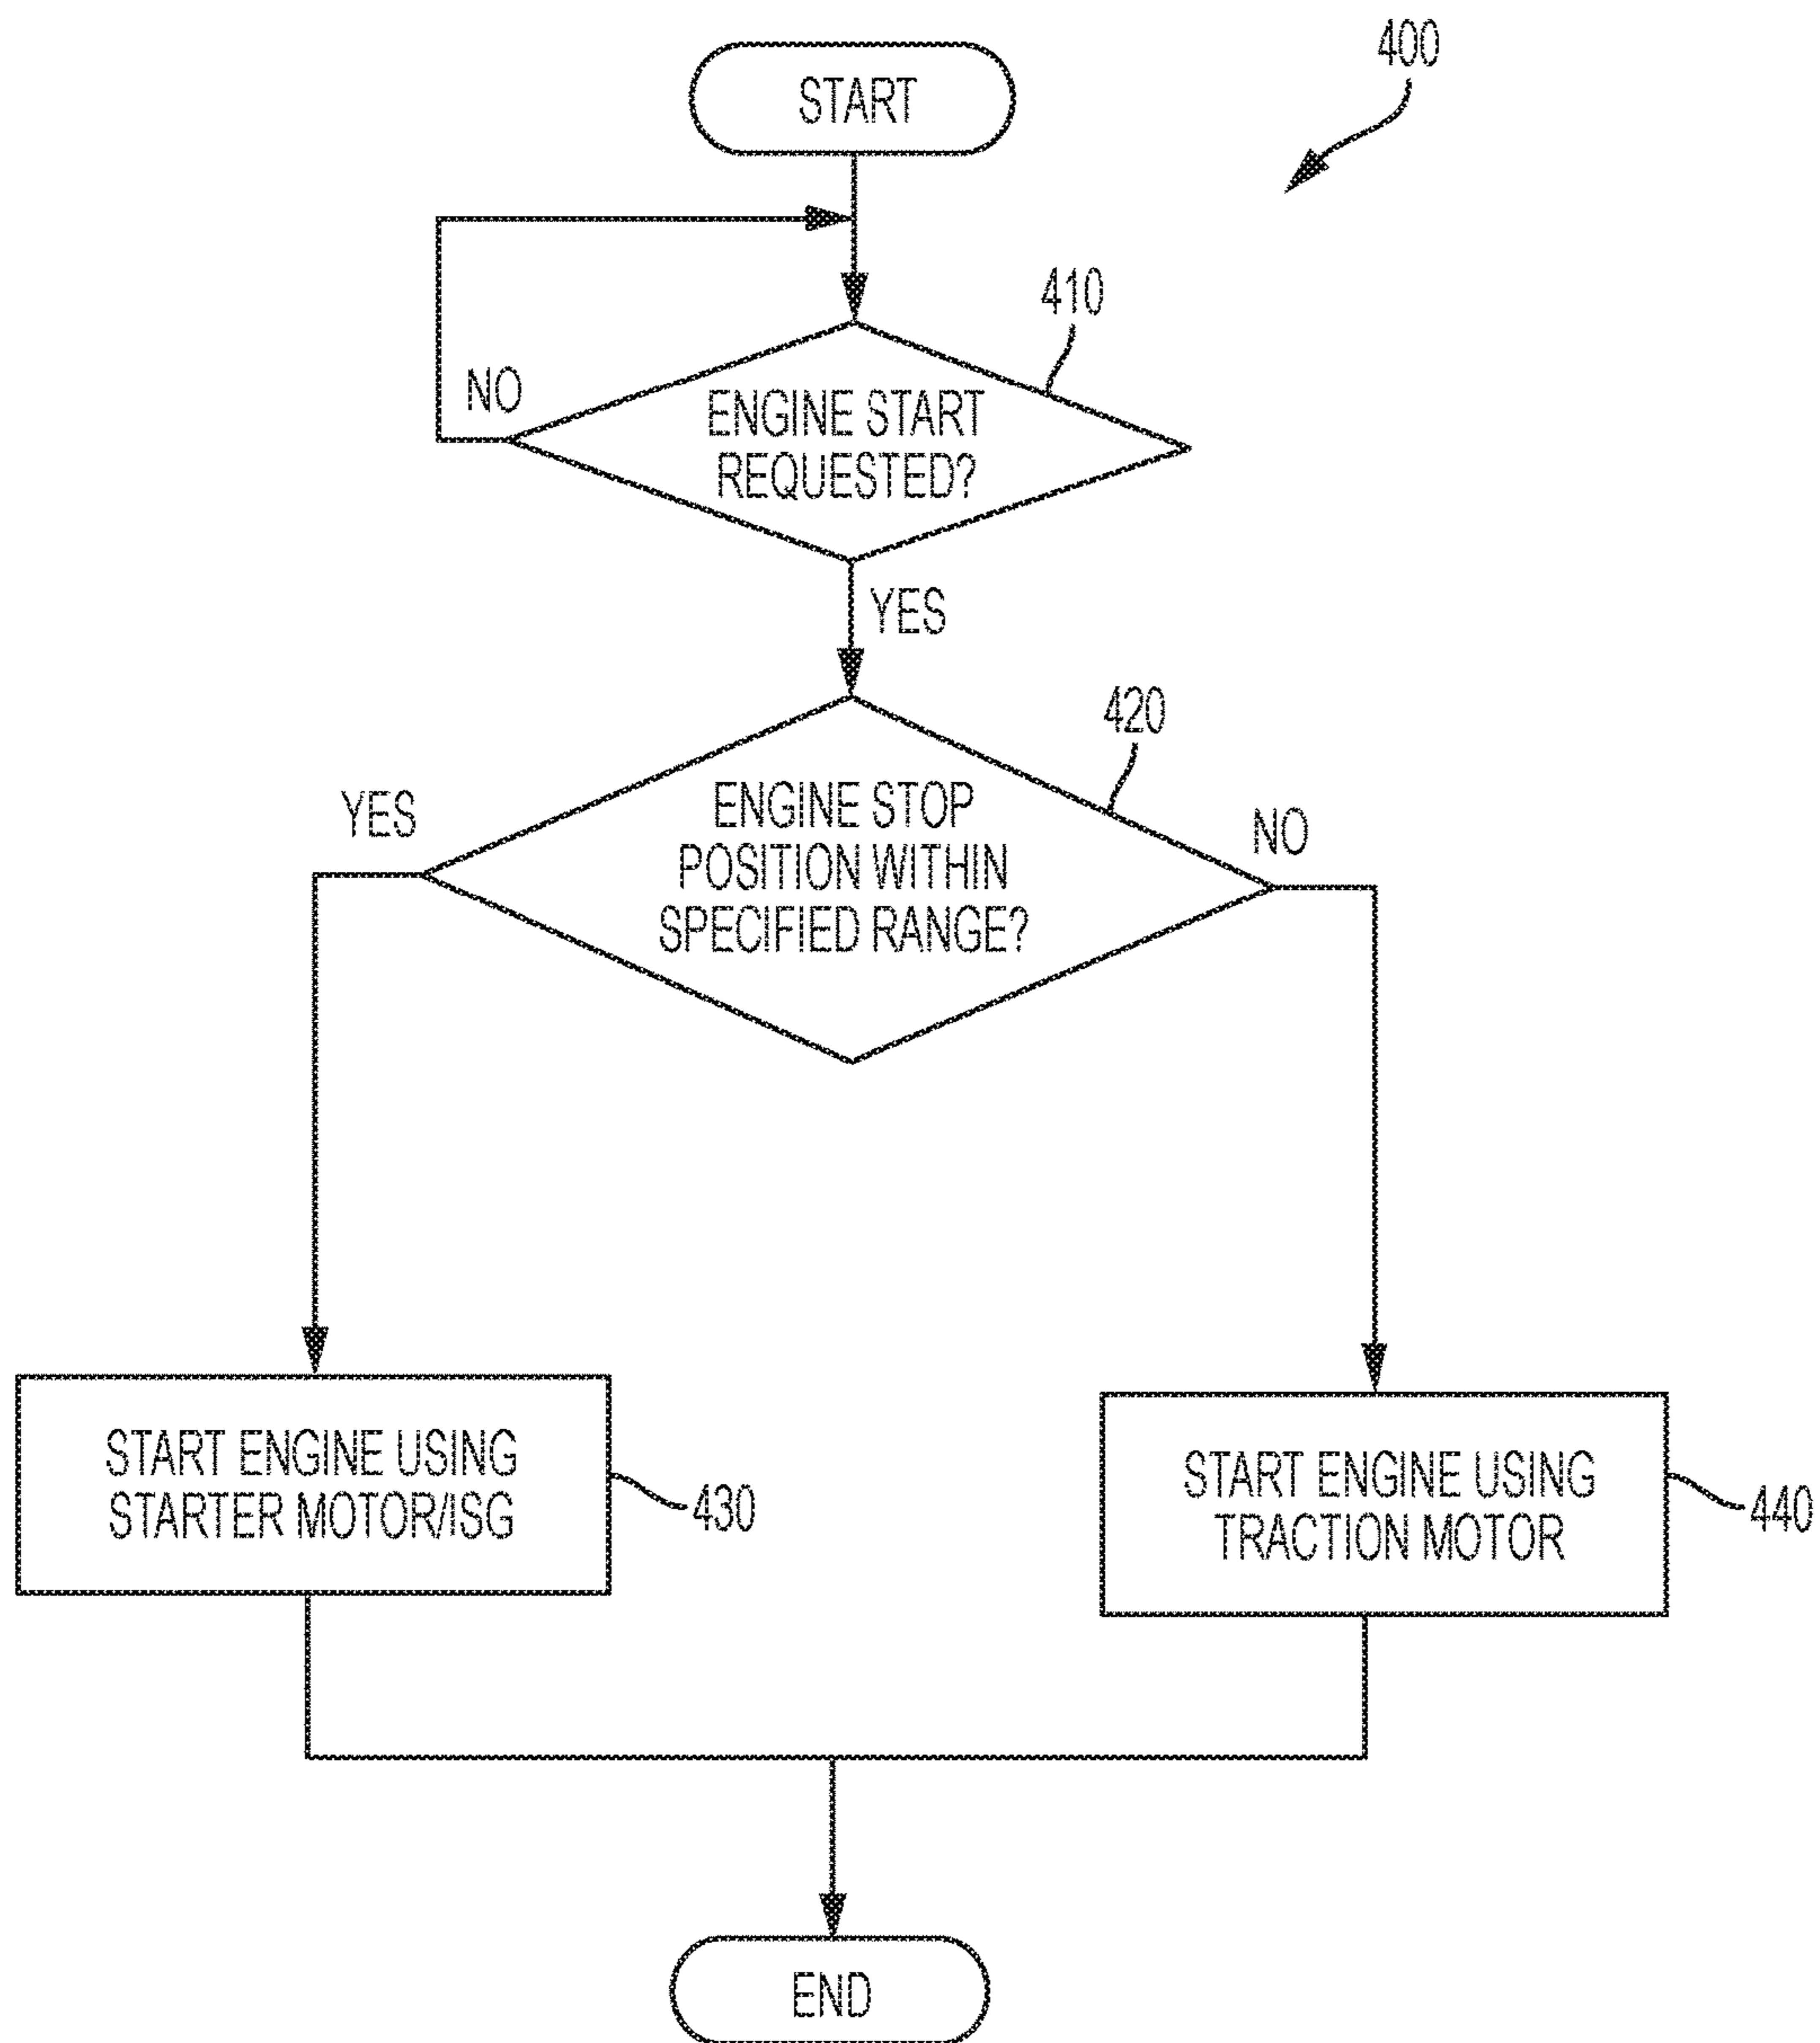 400
START
410
NO
ENGINE START
REQUESTED?
YES
420
YES
ENGINE STOP
POSITION WITHIN
SPECIFIED RANGE?
NO
START ENGINE USING
STARTER MOTOR/ISG
430
START ENGINE USING
TRACTION MOTOR
440
END